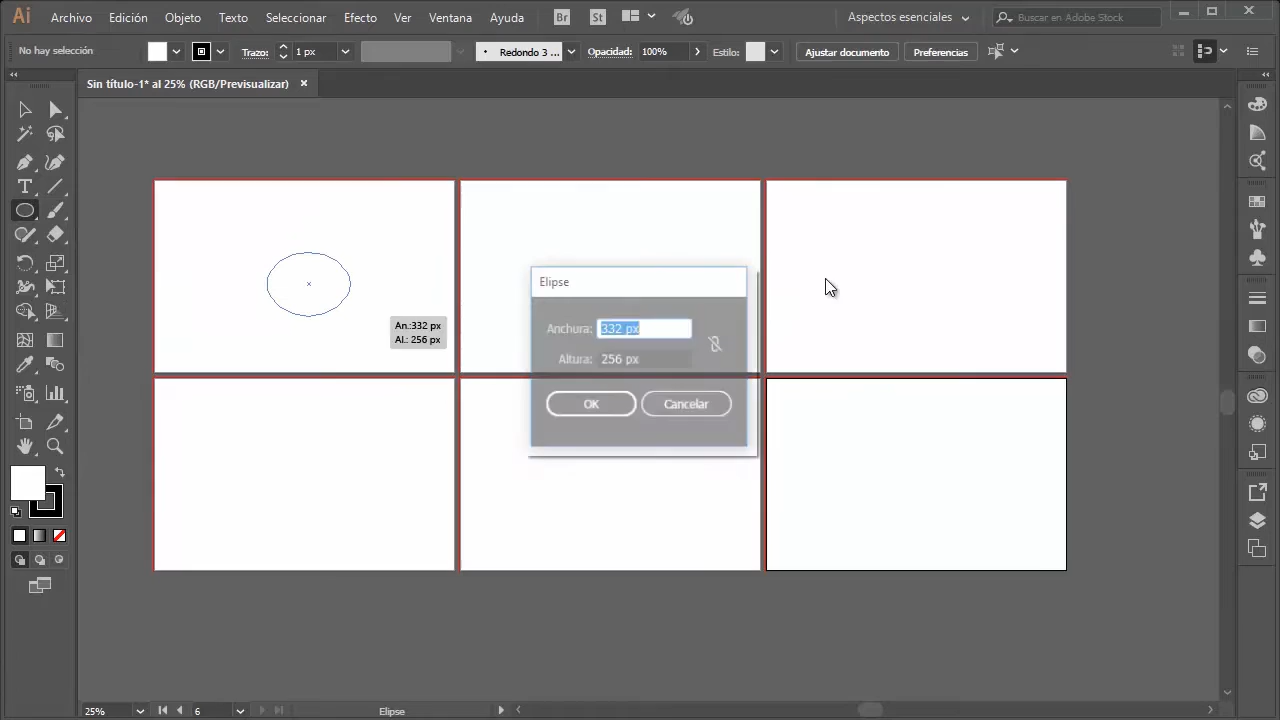 Ai Archivo Edición Objeto Texto Seleccionar Efecto Ver Ventana Ayuda Br St Aspectos esenciales Buscar en Adobe Stock
No hay selección Trazo: 1 px Redondo 3 ... Opacidad: 100% Estilo: Ajustar documento Preferencias
Sin título-1* al 25% (RGB/Previsualizar)
An.:332 px
Al.: 256 px
Elipse
Anchura: 332 px
Altura: 256 px
OK Cancelar
25% 6 Elipse